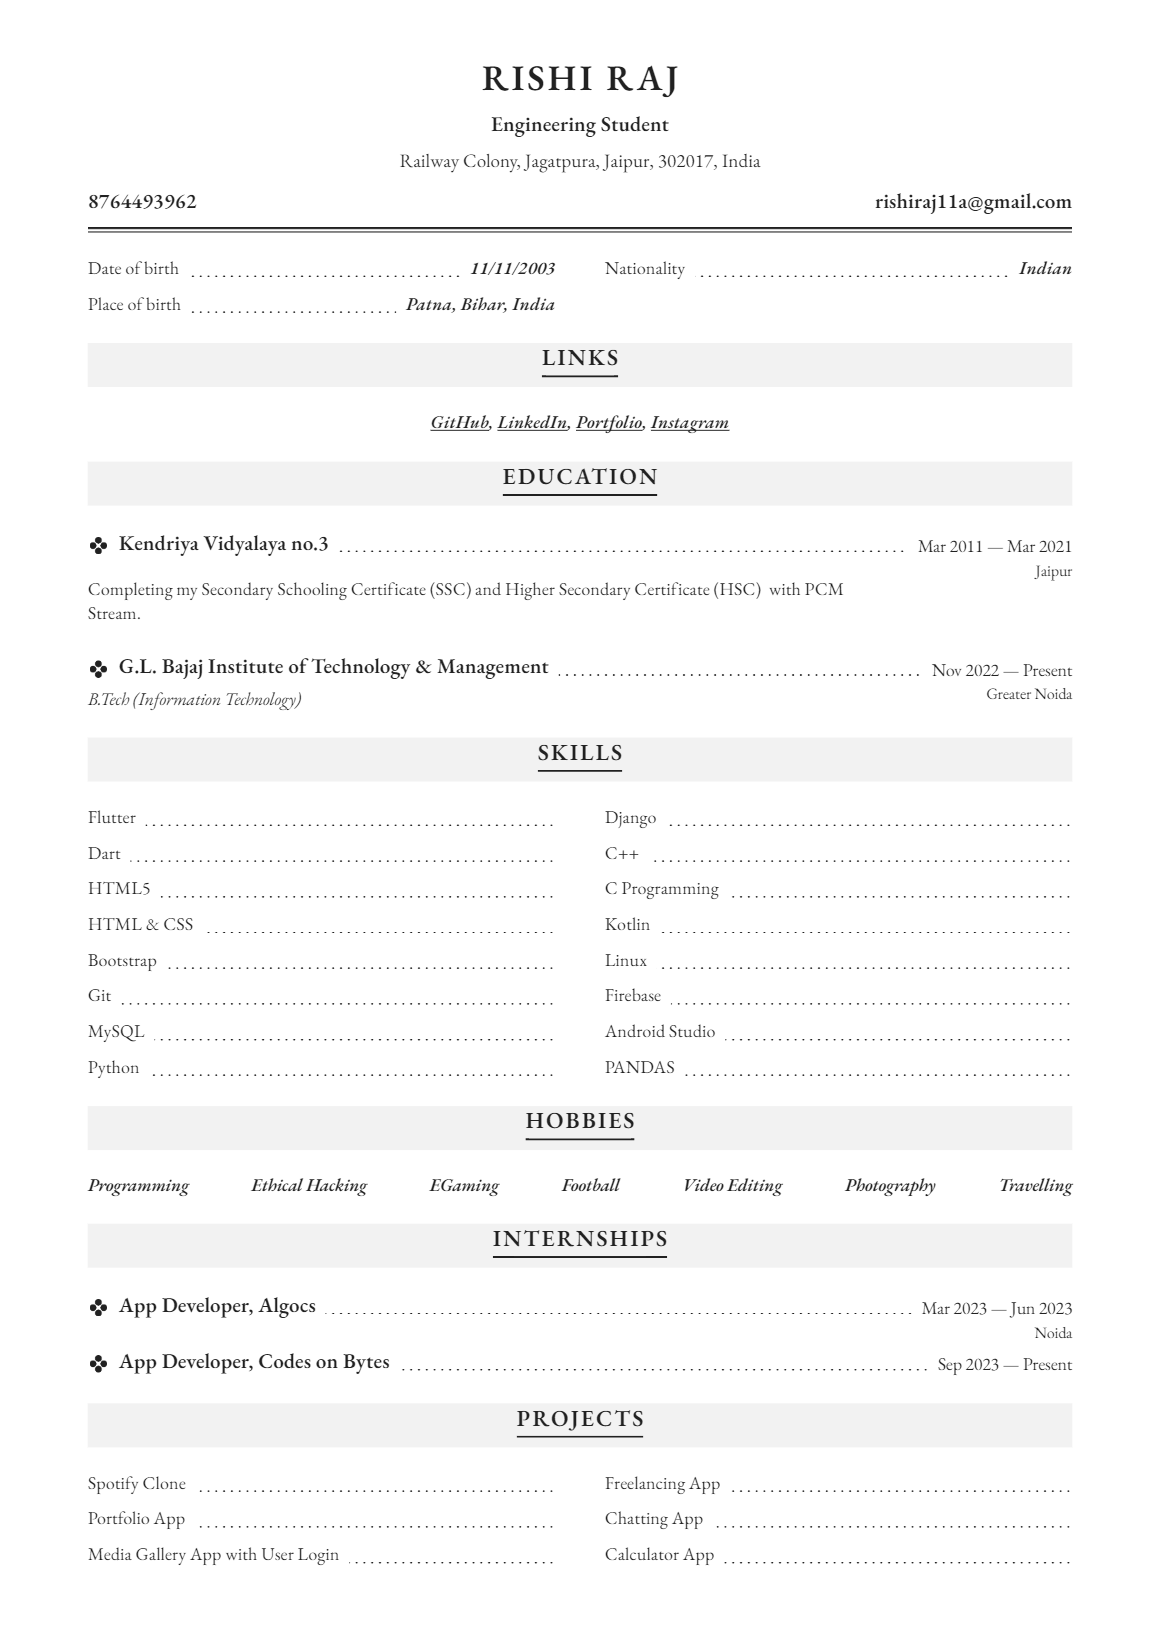 RISHI RAJ
Engineering Student
Railway Colony, Jagatpura, Jaipur, 302017, India
8764493962 rishiraj11a@gmail.com
Date of birth 11/11/2003 Nationality Indian
Place of birth Patna, Bihar, India
LINKS
GitHub, LinkedIn, Portfolio, Instagram
EDUCATION
Kendriya Vidyalaya no.3 Mar 2011 — Mar 2021
Jaipur
Completing my Secondary Schooling Certificate (SSC) and Higher Secondary Certificate (HSC) with PCM
Stream.
G.L. Bajaj Institute of Technology & Management Nov 2022 — Present
B.Tech (Information Technology) Greater Noida
SKILLS
Flutter Django
Dart C++
HTML5 C Programming
HTML & CSS Kotlin
Bootstrap Linux
Git Firebase
MySQL Android Studio
Python PANDAS
HOBBIES
Programming Ethical Hacking EGaming Football Video Editing Photography Travelling
INTERNSHIPS
App Developer, Algocs Mar 2023 — Jun 2023
Noida
App Developer, Codes on Bytes Sep 2023 — Present
PROJECTS
Spotify Clone Freelancing App
Portfolio App Chatting App
Media Gallery App with User Login Calculator App